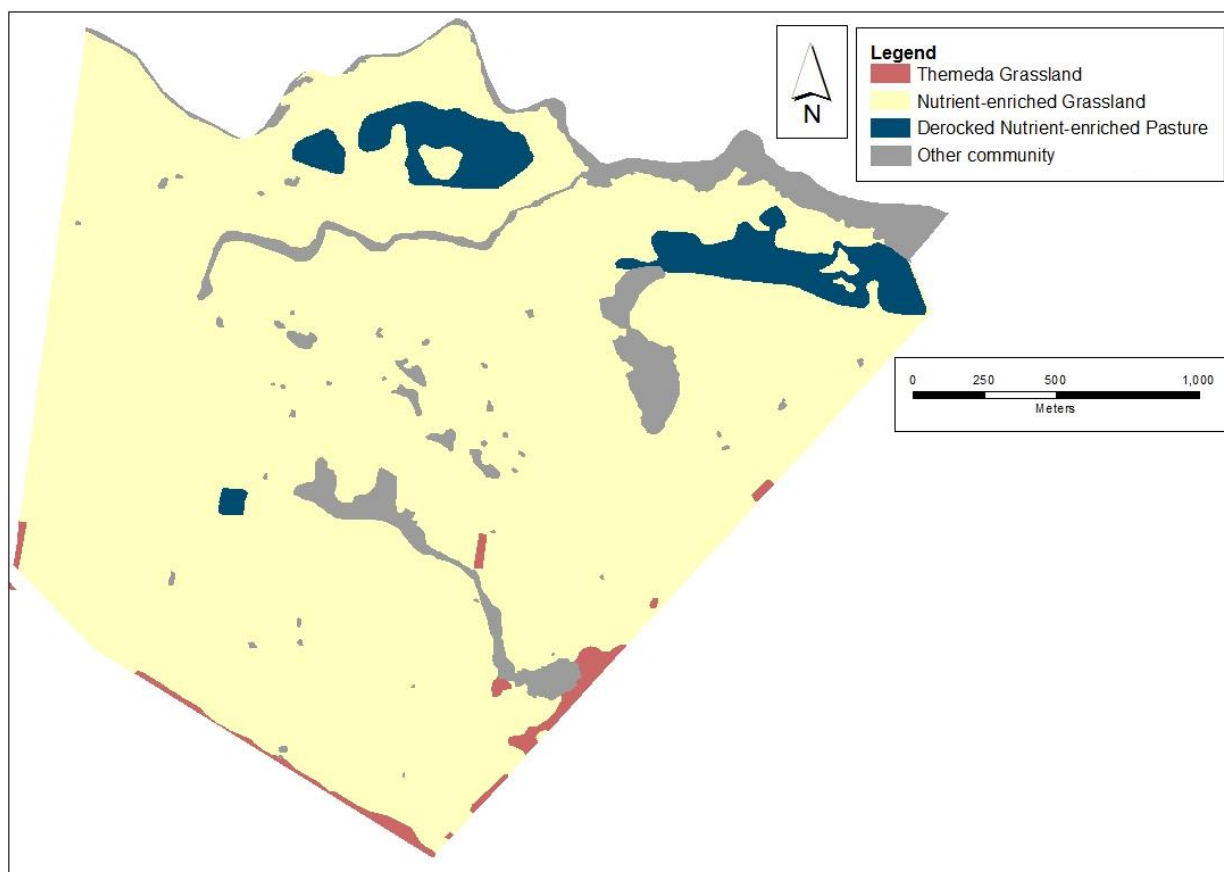 N
Legend
Themeda Grassland
Nutrient-enriched Grassland
Derocked Nutrient-enriched Pasture
Other community
0 250 500 1,000
Meters